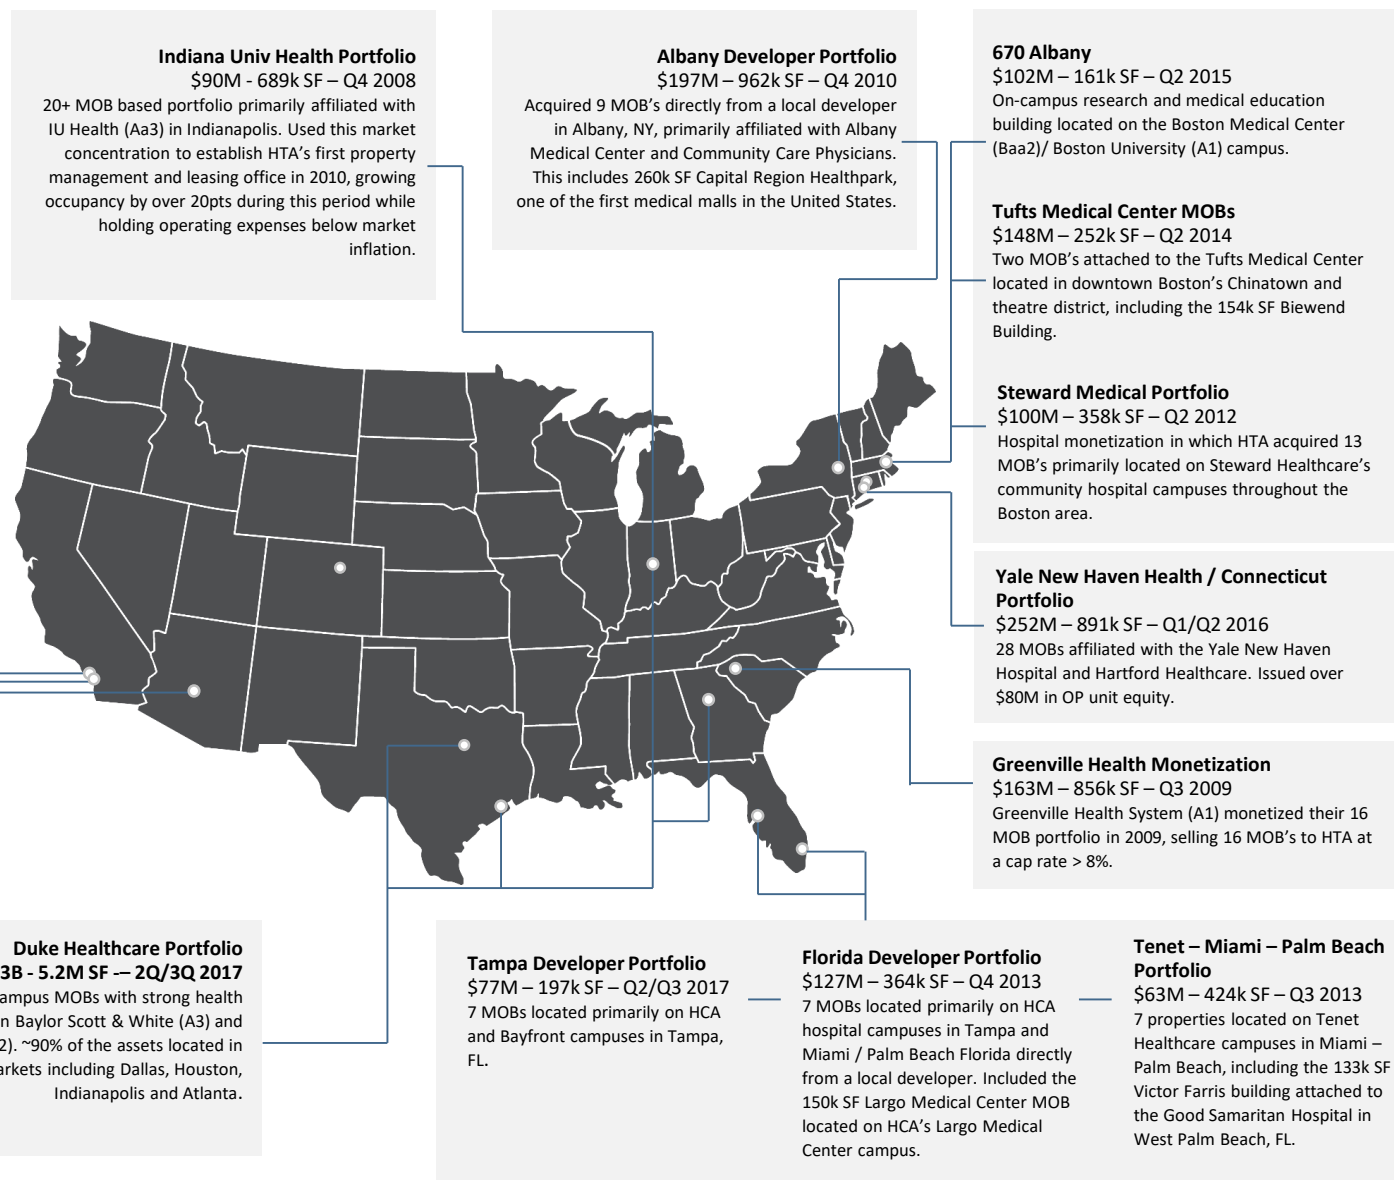 Indiana Univ Health Portfolio
$90M - 689k SF – Q4 2008
20+ MOB based portfolio primarily affiliated with
IU Health (Aa3) in Indianapolis. Used this market
concentration to establish HTA's first property
management and leasing office in 2010, growing
occupancy by over 20pts during this period while
holding operating expenses below market
inflation.
Albany Developer Portfolio
$197M – 962k SF – Q4 2010
Acquired 9 MOB's directly from a local developer
in Albany, NY, primarily affiliated with Albany
Medical Center and Community Care Physicians.
This includes 260k SF Capital Region Healthpark,
one of the first medical malls in the United States.
670 Albany
$102M – 161k SF – Q2 2015
On-campus research and medical education
building located on the Boston Medical Center
(Baa2)/ Boston University (A1) campus.
Tufts Medical Center MOBs
$148M – 252k SF – Q2 2014
Two MOB's attached to the Tufts Medical Center
located in downtown Boston's Chinatown and
theatre district, including the 154k SF Biewend
Building.
Steward Medical Portfolio
$100M – 358k SF – Q2 2012
Hospital monetization in which HTA acquired 13
MOB's primarily located on Steward Healthcare's
community hospital campuses throughout the
Boston area.
Yale New Haven Health / Connecticut
Portfolio
$252M – 891k SF – Q1/Q2 2016
28 MOBs affiliated with the Yale New Haven
Hospital and Hartford Healthcare. Issued over
$80M in OP unit equity.
Greenville Health Monetization
$163M – 856k SF – Q3 2009
Greenville Health System (A1) monetized their 16
MOB portfolio in 2009, selling 16 MOB's to HTA at
a cap rate > 8%.
Duke Healthcare Portfolio
3B - 5.2M SF -– 2Q/3Q 2017
ampus MOBs with strong health
n Baylor Scott & White (A3) and
2). ~90% of the assets located in
arkets including Dallas, Houston,
Indianapolis and Atlanta.
Tampa Developer Portfolio
$77M – 197k SF – Q2/Q3 2017
7 MOBs located primarily on HCA
and Bayfront campuses in Tampa,
FL.
Florida Developer Portfolio
$127M – 364k SF – Q4 2013
7 MOBs located primarily on HCA
hospital campuses in Tampa and
Miami / Palm Beach Florida directly
from a local developer. Included the
150k SF Largo Medical Center MOB
located on HCA's Largo Medical
Center campus.
Tenet – Miami – Palm Beach
Portfolio
$63M – 424k SF – Q3 2013
7 properties located on Tenet
Healthcare campuses in Miami –
Palm Beach, including the 133k SF
Victor Farris building attached to
the Good Samaritan Hospital in
West Palm Beach, FL.